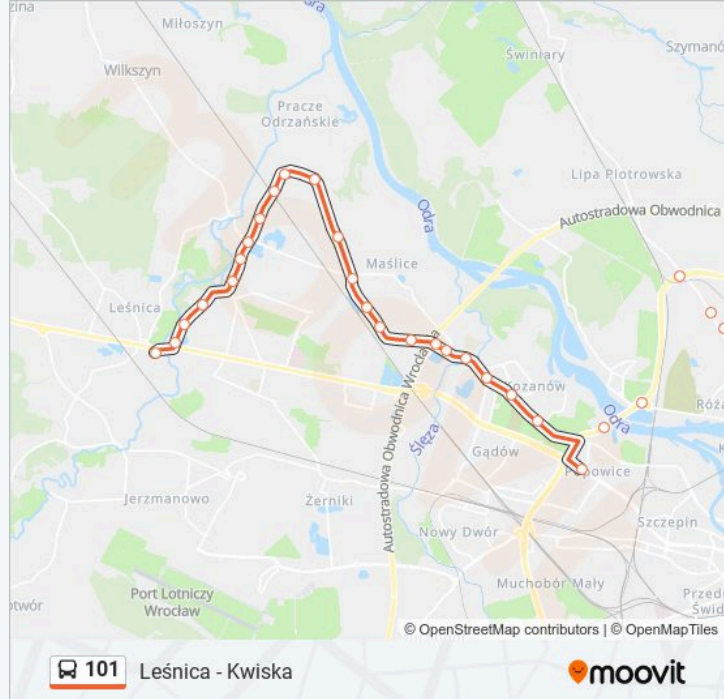 zina
Miłoszyn
Świniary
Szymanó
Wilkszyn
Pracze
Odrzańskie
Lipa Piotrowska
Odra
Autostradowa Obwodnica
Maślice
Leśnica
Autostradowa Obwodnica Wrocławia
Kozanów
Róża
Odra
Ślęza
Gądów
Popowice
Jerzmanowo
Żerniki
Szczepin
Nowy Dwór
Muchobór Mały
Port Lotniczy
Wrocław
Przed
Świd
otwór
© OpenStreetMap contributors | © OpenMapTiles
101 Leśnica - Kwiska
moovit